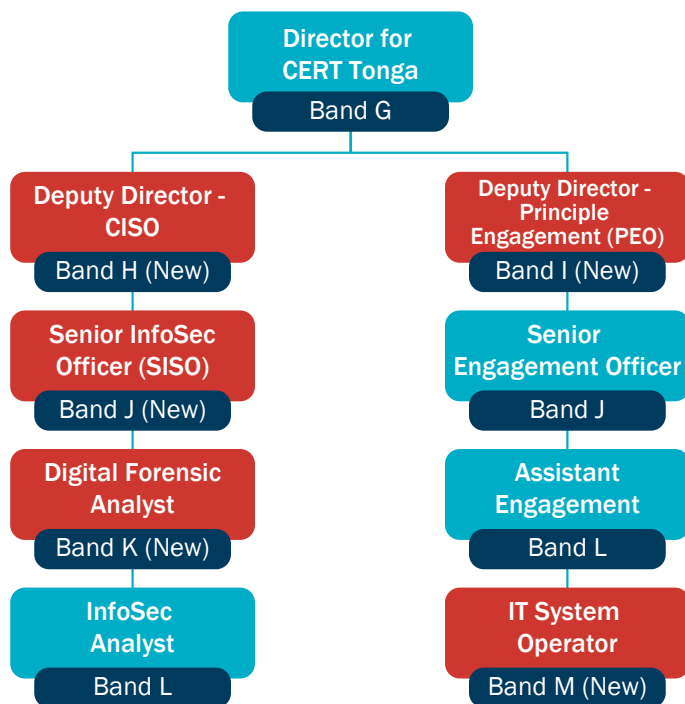 Director for
CERT Tonga
Band G
Deputy Director -
CISO
Band H (New)
Deputy Director -
Principle
Engagement (PEO)
Band I (New)
Senior InfoSec
Officer (SISO)
Band J (New)
Senior
Engagement Officer
Band J
Digital Forensic
Analyst
Band K (New)
Assistant
Engagement
Band L
InfoSec
Analyst
Band L
IT System
Operator
Band M (New)